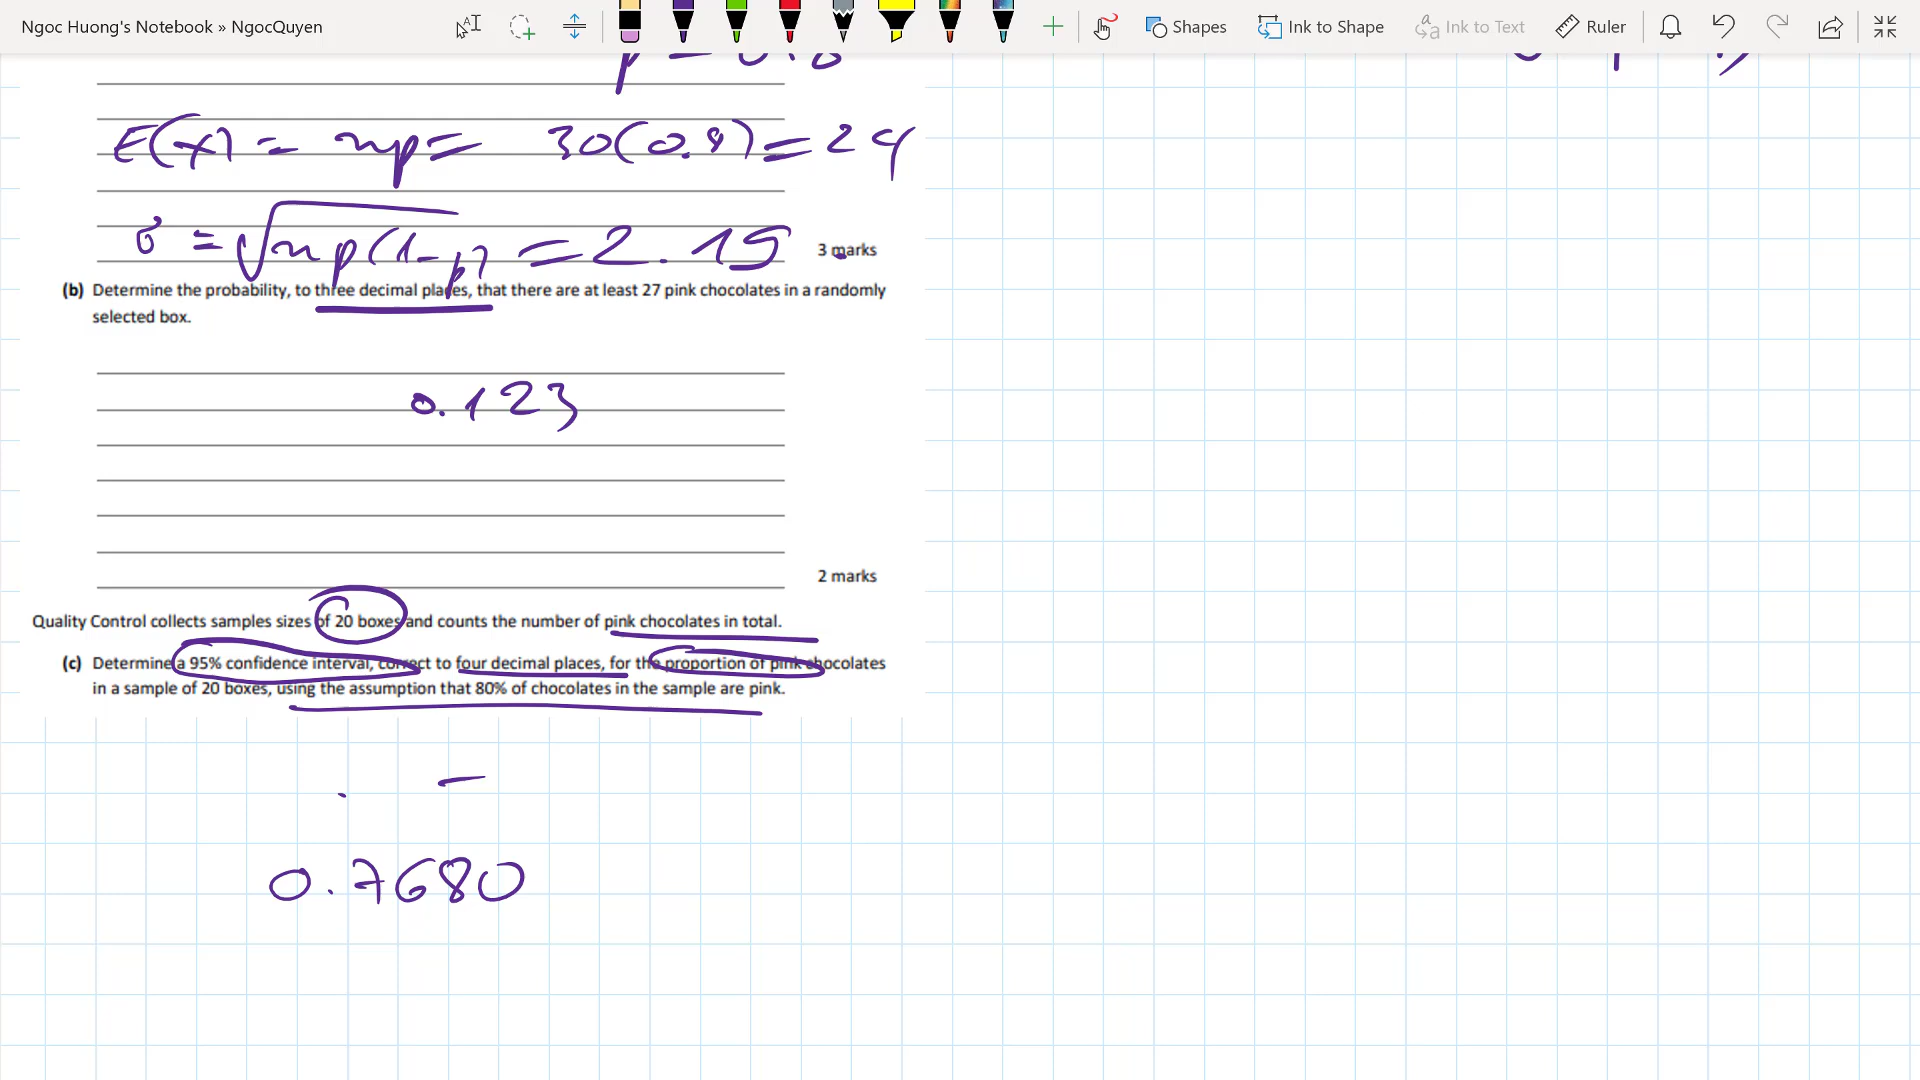 Ngoc Huong's Notebook » NgocQuyen
Shapes
Ink to Shape
Ink to Text
Ruler
E(x) = np = 30(0.8) = 24
σ = √np(1-p) = 2.19
3 marks
(b) Determine the probability, to three decimal places, that there are at least 27 pink chocolates in a randomly
selected box.
0.123
2 marks
Quality Control collects samples sizes of 20 boxes and counts the number of pink chocolates in total.
(c) Determine a 95% confidence interval, correct to four decimal places, for the proportion of pink chocolates
in a sample of 20 boxes, using the assumption that 80% of chocolates in the sample are pink.
0.7680